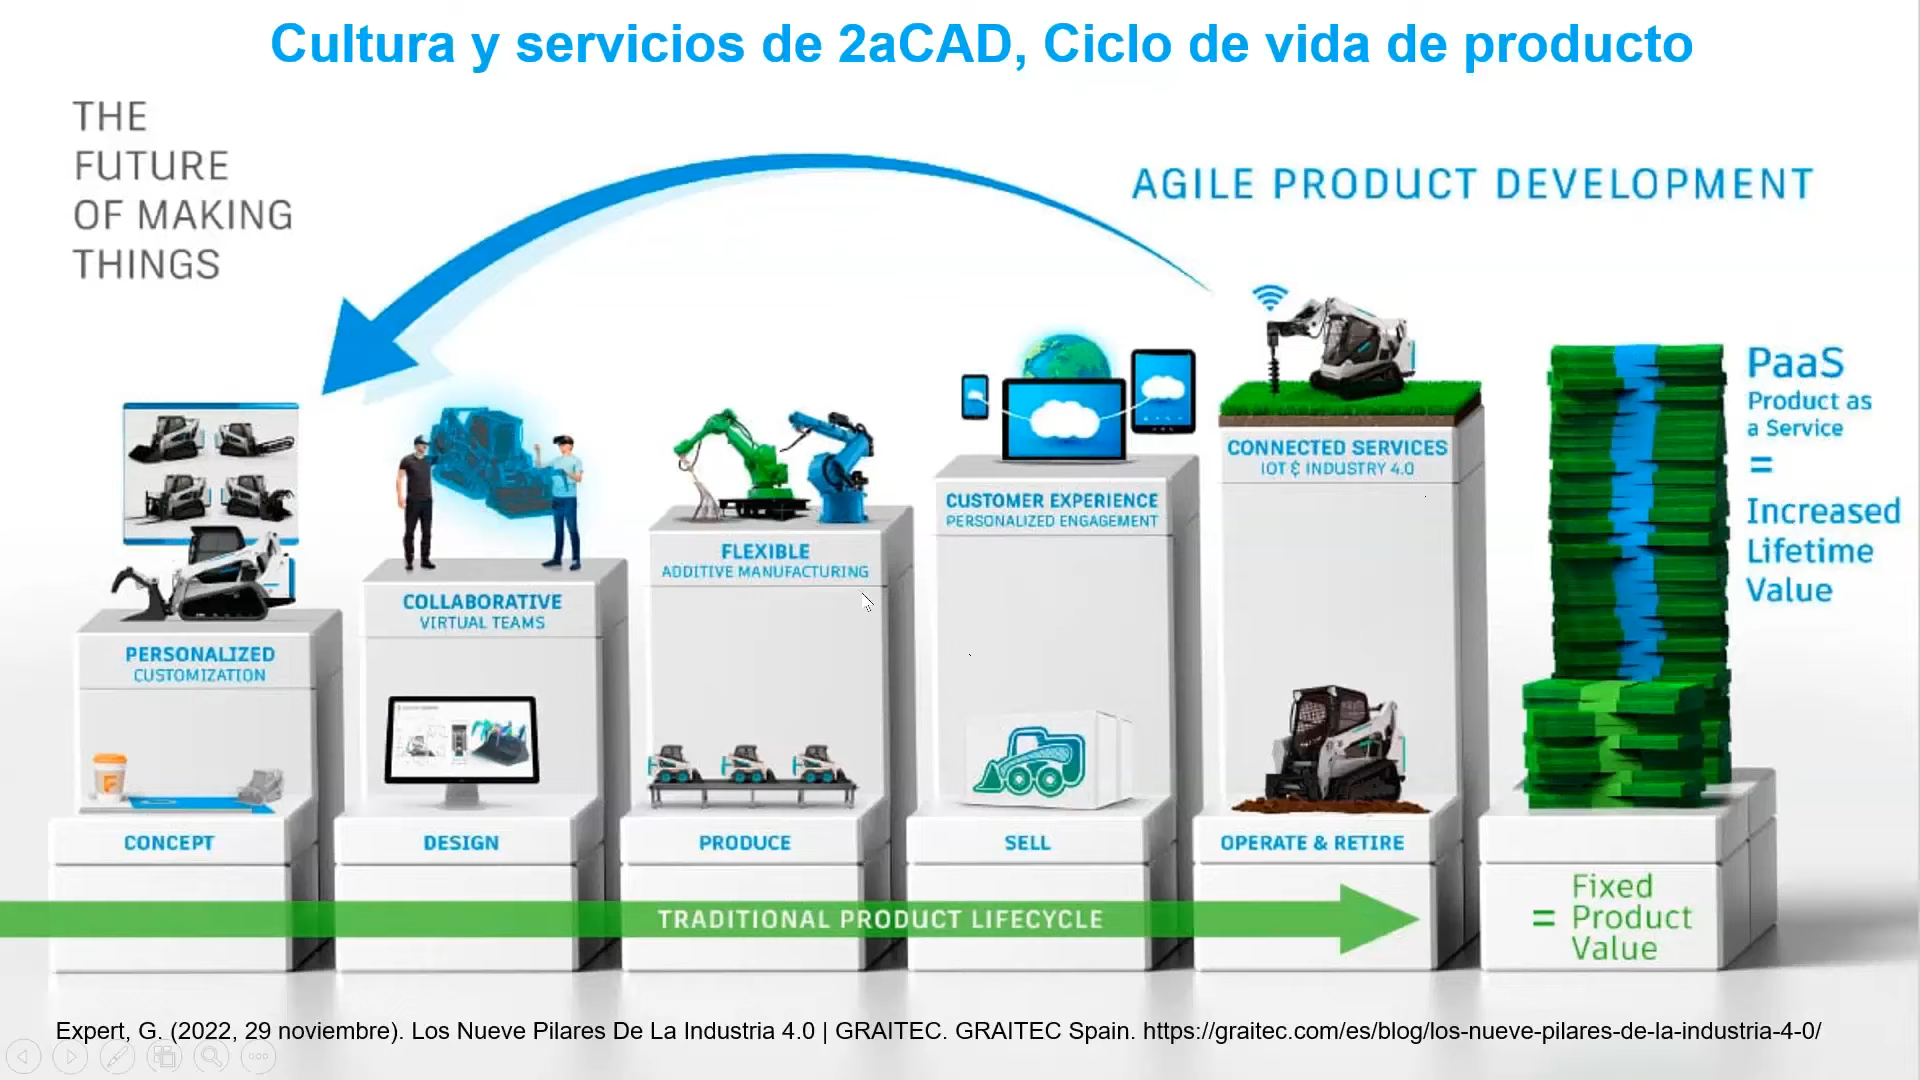 Cultura y servicios de 2aCAD, Ciclo de vida de producto
THE
FUTURE
OF MAKING
THINGS
AGILE PRODUCT DEVELOPMENT
PERSONALIZED
CUSTOMIZATION
COLLABORATIVE
VIRTUAL TEAMS
FLEXIBLE
ADDITIVE MANUFACTURING
CUSTOMER EXPERIENCE
PERSONALIZED ENGAGEMENT
CONNECTED SERVICES
IOT & INDUSTRY 4.0
PaaS
Product as
a Service
=
Increased
Lifetime
Value
CONCEPT
DESIGN
PRODUCE
SELL
OPERATE & RETIRE
TRADITIONAL PRODUCT LIFECYCLE
Fixed
= Product
Value
Expert, G. (2022, 29 noviembre). Los Nueve Pilares De La Industria 4.0 | GRAITEC. GRAITEC Spain. https://graitec.com/es/blog/los-nueve-pilares-de-la-industria-4-0/